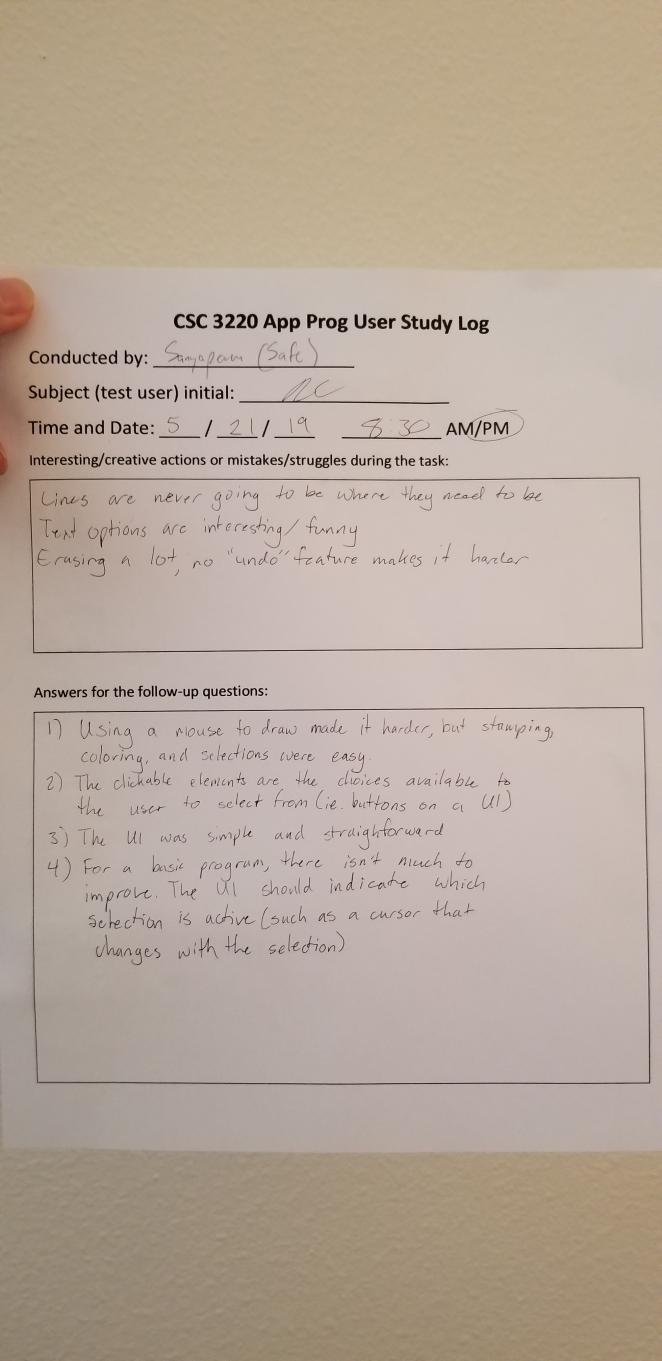 CSC 3220 App Prog User Study Log
Conducted by: (Safe)
Subject (test user) initial:
Time and Date: 5 / 21 / 19 8:30 AM/PM
Interesting/creative actions or mistakes/struggles during the task:
Lines are never going to be where they need to be
Text options are interesting/funny
Erasing a lot, no "undo" feature makes it harder
Answers for the follow-up questions:
1) Using a mouse to draw made it harder, but stamping,
coloring, and selections were easy.
2) The clickable elements are the choices available to
the user to select from (ie. buttons on a UI)
3) The UI was simple and straighforward
4) For a basic program, there isn't much to
improve. The UI should indicate which
selection is active (such as a cursor that
changes with the selection)